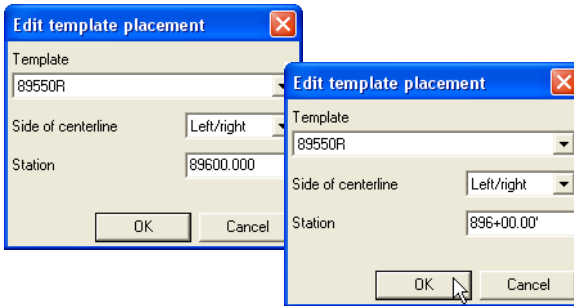 Edit template placement
Template
89550R
Side of centerline Left/right
Station 89600.000
OK Cancel
Edit template placement
Template
89550R
Side of centerline Left/right
Station 896+00.00'
OK Cancel